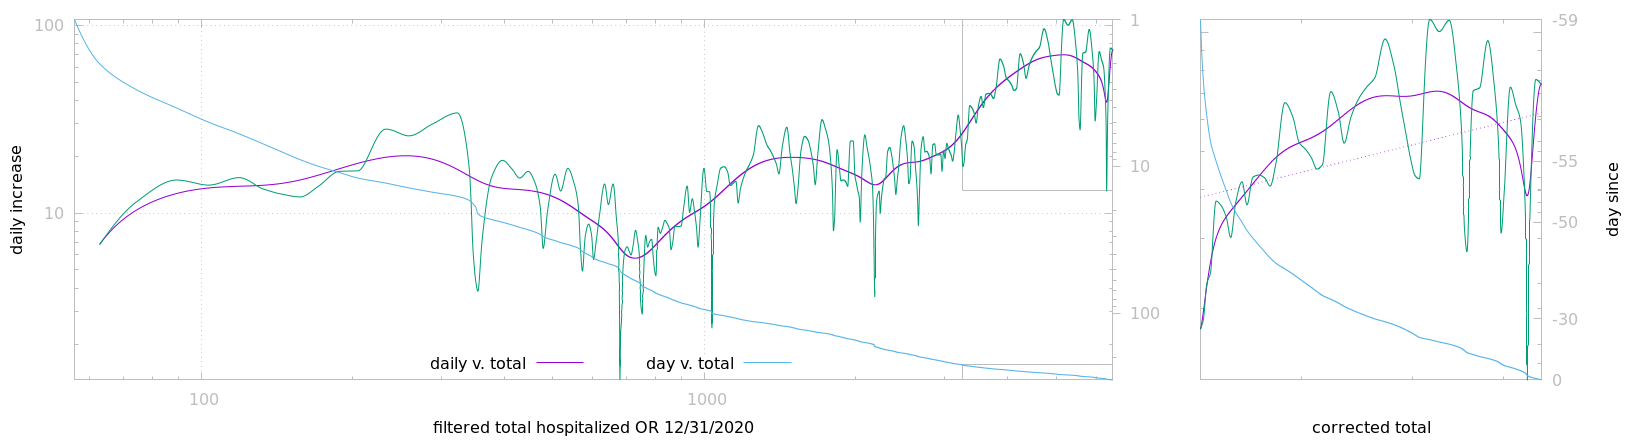 100
10
daily increase
1
10
100
-59
-55
-50
-30
0
day since
daily v. total
day v. total
100
1000
filtered total hospitalized OR 12/31/2020
corrected total